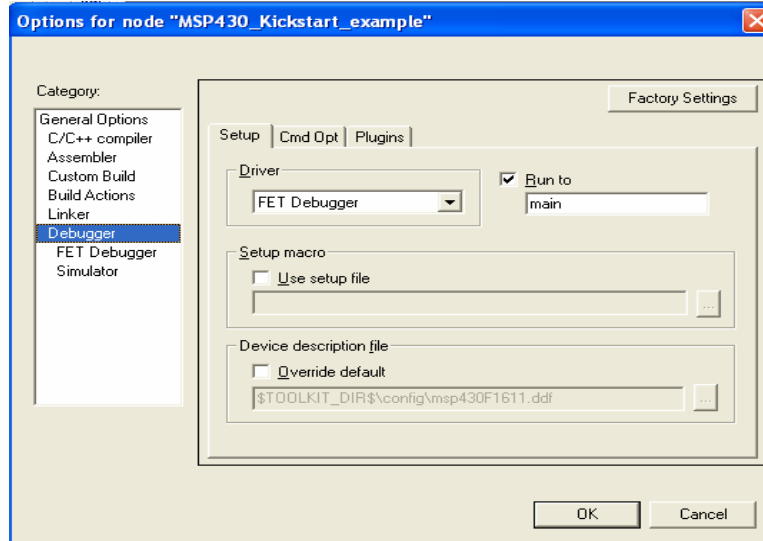 Options for node "MSP430_Kickstart_example"
Category:
General Options
C/C++ compiler
Assembler
Custom Build
Build Actions
Linker
Debugger
FET Debugger
Simulator
Factory Settings
Setup Cmd Opt Plugins
Driver
FET Debugger
Run to
main
Setup macro
Use setup file
...
Device description file
Override default
$TOOLKIT_DIR$\config\msp430F1611.ddf
...
OK Cancel